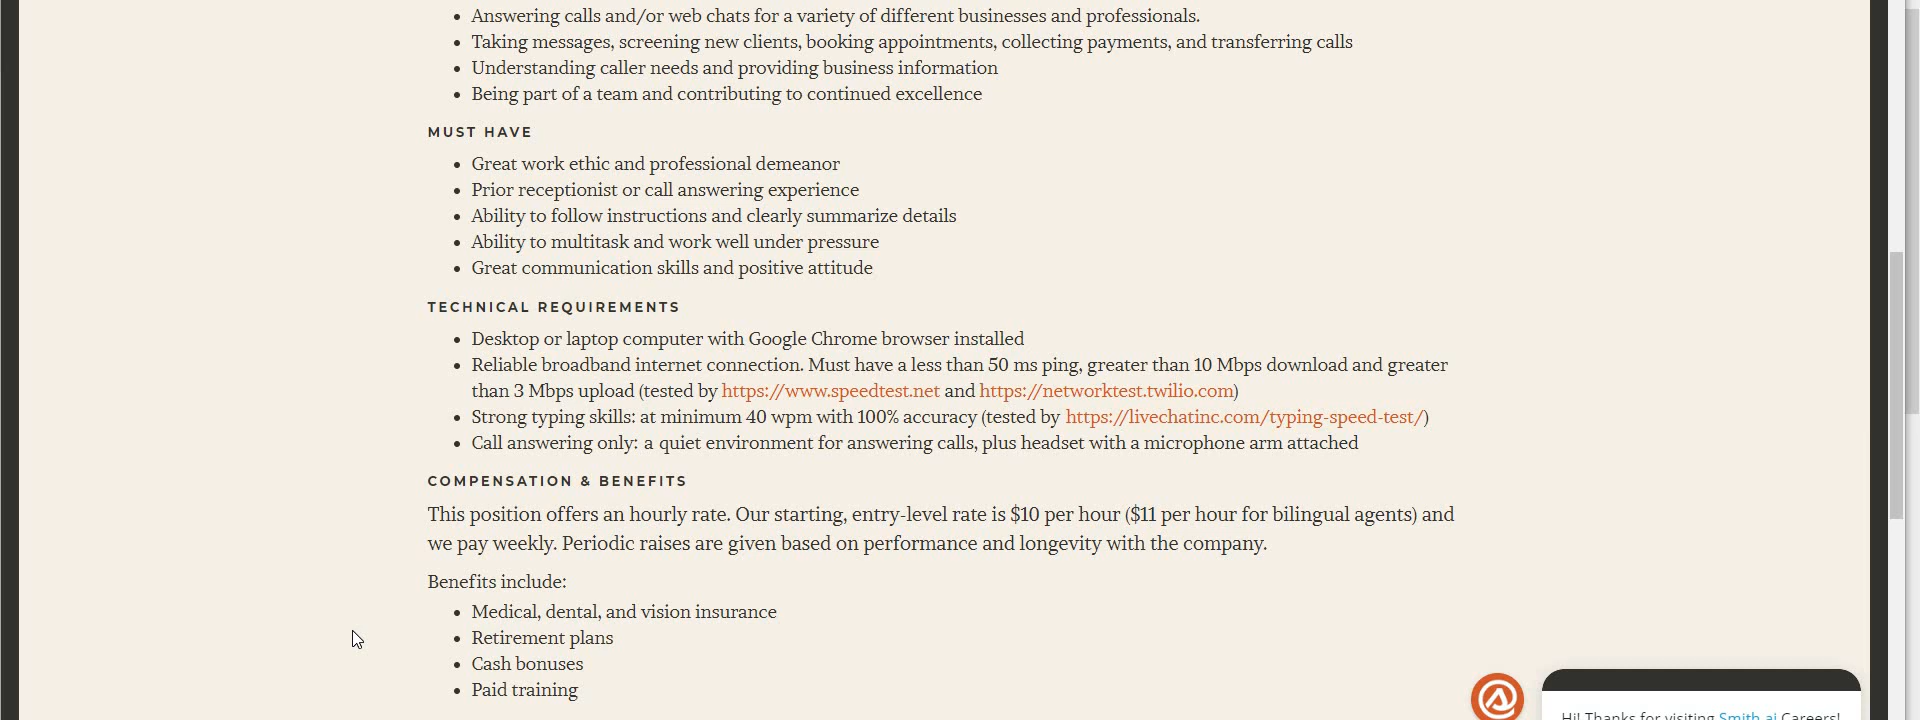 Answering calls and/or web chats for a variety of different businesses and professionals.
Taking messages, screening new clients, booking appointments, collecting payments, and transferring calls
Understanding caller needs and providing business information
Being part of a team and contributing to continued excellence
MUST HAVE
Great work ethic and professional demeanor
Prior receptionist or call answering experience
Ability to follow instructions and clearly summarize details
Ability to multitask and work well under pressure
Great communication skills and positive attitude
TECHNICAL REQUIREMENTS
Desktop or laptop computer with Google Chrome browser installed
Reliable broadband internet connection. Must have a less than 50 ms ping, greater than 10 Mbps download and greater
than 3 Mbps upload (tested by https://www.speedtest.net and https://networktest.twilio.com)
Strong typing skills: at minimum 40 wpm with 100% accuracy (tested by https://livechatinc.com/typing-speed-test/)
Call answering only: a quiet environment for answering calls, plus headset with a microphone arm attached
COMPENSATION & BENEFITS
This position offers an hourly rate. Our starting, entry-level rate is $10 per hour ($11 per hour for bilingual agents) and
we pay weekly. Periodic raises are given based on performance and longevity with the company.
Benefits include:
Medical, dental, and vision insurance
Retirement plans
Cash bonuses
Paid training
Hi! Thanks for visiting Smith.ai Careers!